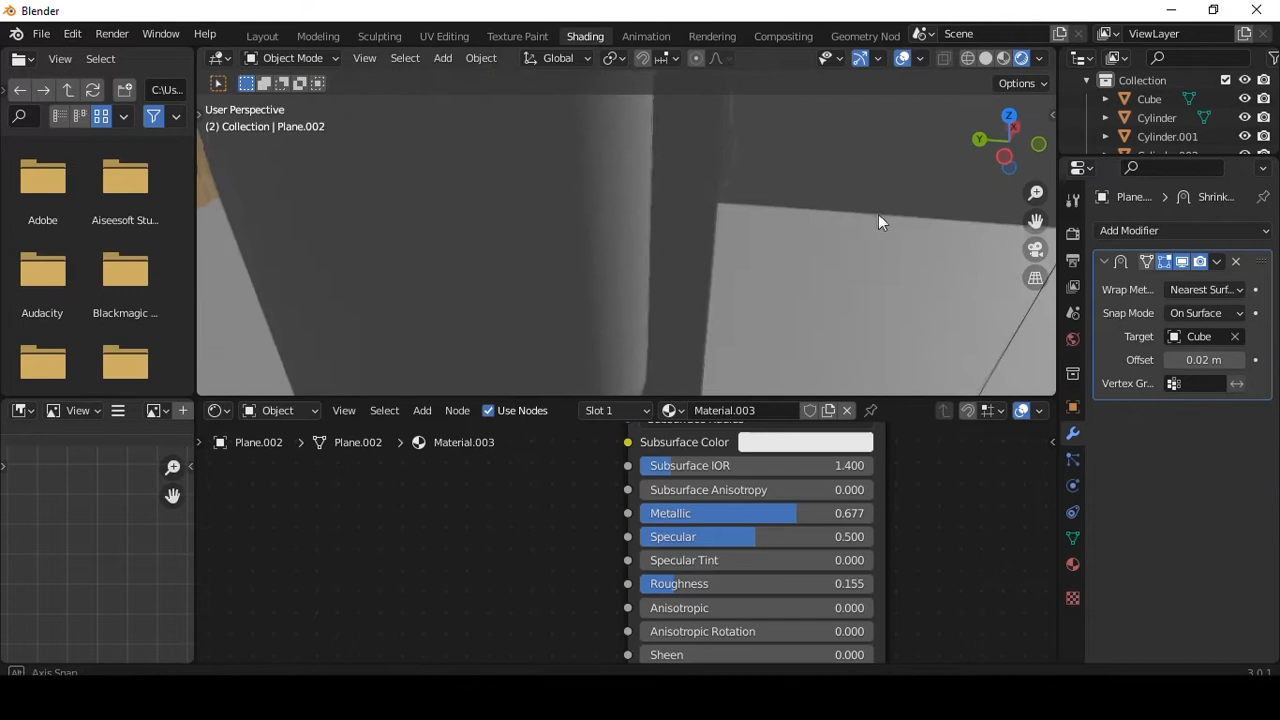 Blender
File Edit Render Window Help
Layout Modeling Sculpting UV Editing Texture Paint Shading Animation Rendering Compositing Geometry Nod
Scene
ViewLayer
View Select
Object Mode View Select Add Object
Global
C:\Us...
Options
User Perspective
(2) Collection | Plane.002
Z
X
Y
Adobe
Aiseesoft Stu...
Audacity
Blackmagic ...
Collection
Cube
Cylinder
Cylinder.001
Plane....
Shrink...
Add Modifier
Wrap Met... Nearest Surf...
Snap Mode On Surface
Target Cube
Offset 0.02 m
Vertex Gr...
View
Object View Select Add Node Use Nodes
Slot 1
Material.003
Plane.002 Plane.002 Material.003
Subsurface Color
Subsurface IOR 1.400
Subsurface Anisotropy 0.000
Metallic 0.677
Specular 0.500
Specular Tint 0.000
Roughness 0.155
Anisotropic 0.000
Anisotropic Rotation 0.000
Sheen 0.000
Alt Axis Snap
3.0.1